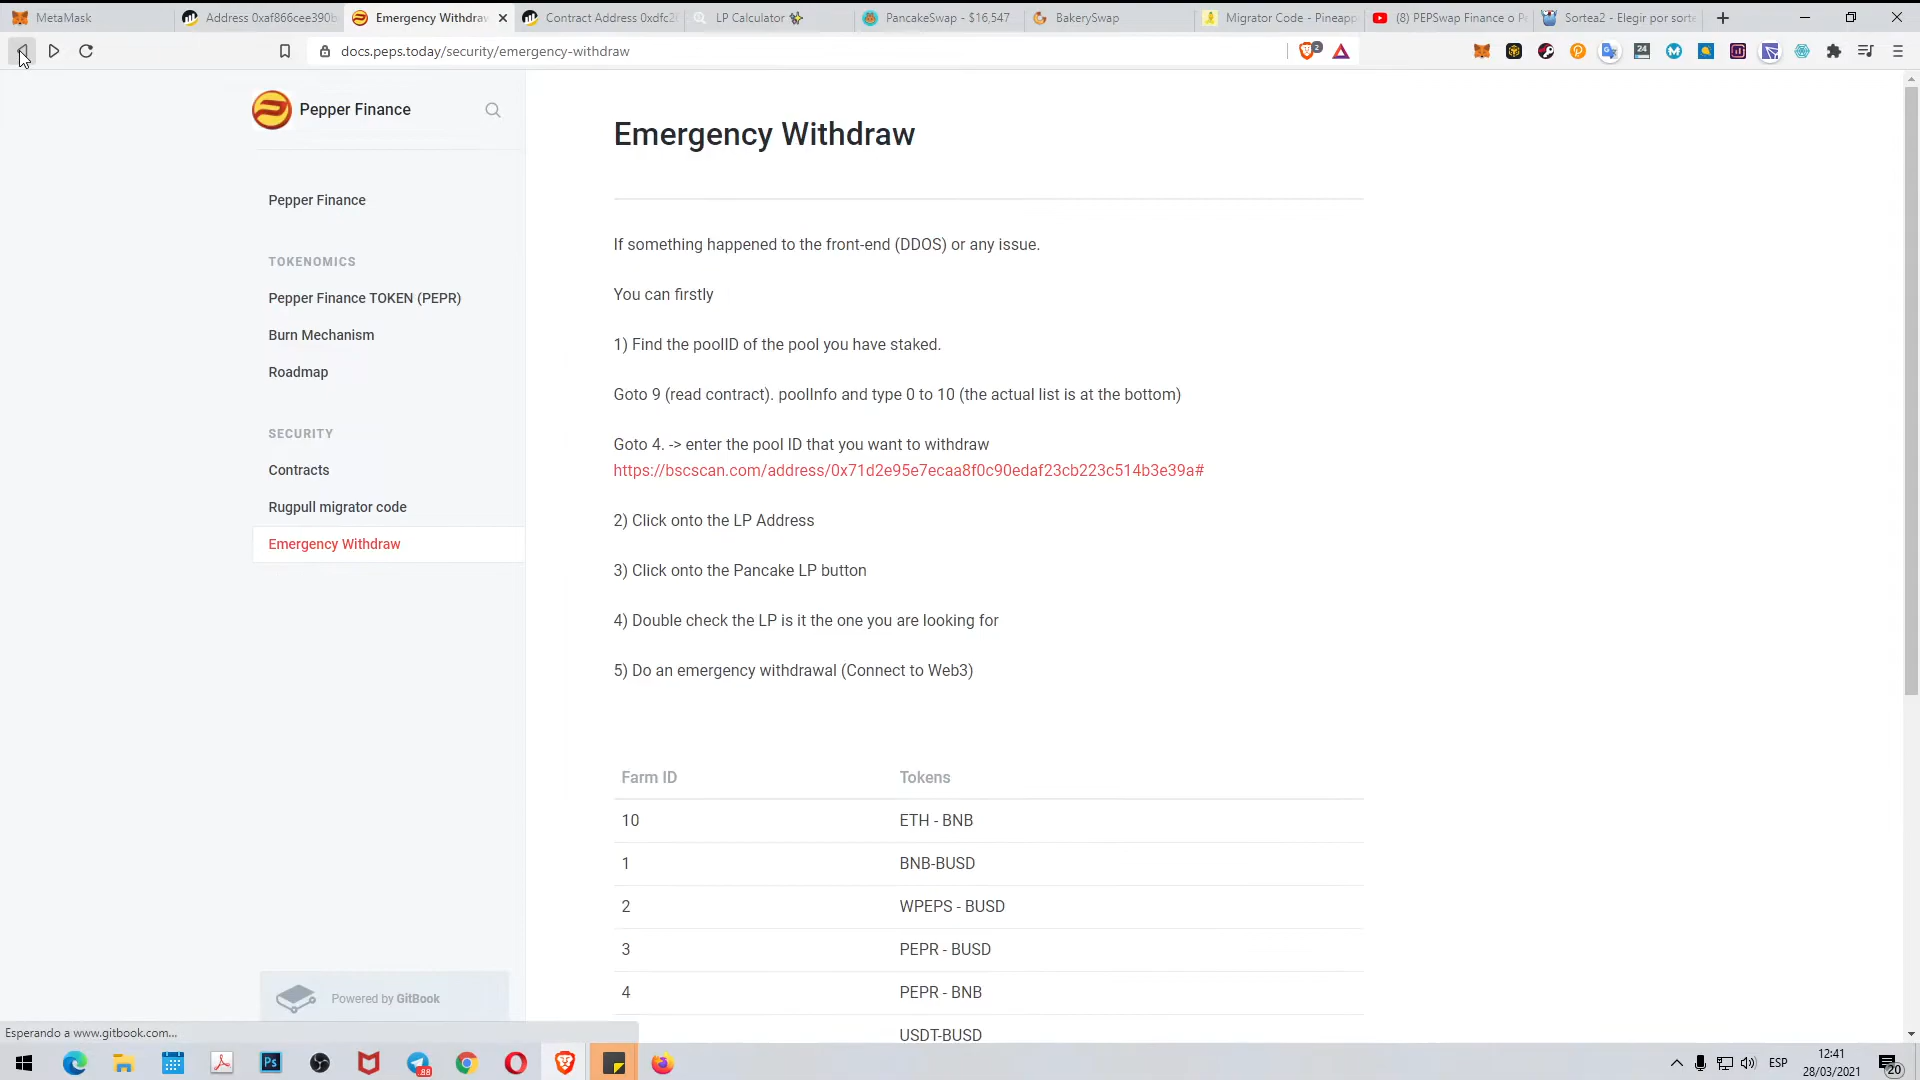 MetaMask
Address 0xaf866cee390b
Emergency Withdraw
Contract Address 0xdfc2
LP Calculator
PancakeSwap - $16,547
BakerySwap
Migrator Code - Pineapp
(8) PEPSwap Finance o P
Sortea2 - Elegir por sorte
docs.peps.today/security/emergency-withdraw
2
24
Pepper Finance
Pepper Finance
TOKENOMICS
Pepper Finance TOKEN (PEPR)
Burn Mechanism
Roadmap
SECURITY
Contracts
Rugpull migrator code
Emergency Withdraw
Powered by GitBook
Emergency Withdraw
If something happened to the front-end (DDOS) or any issue.
You can firstly
1) Find the poolID of the pool you have staked.
Goto 9 (read contract). poolInfo and type 0 to 10 (the actual list is at the bottom)
Goto 4. -> enter the pool ID that you want to withdraw
https://bscscan.com/address/0x71d2e95e7ecaa8f0c90edaf23cb223c514b3e39a#
2) Click onto the LP Address
3) Click onto the Pancake LP button
4) Double check the LP is it the one you are looking for
5) Do an emergency withdrawal (Connect to Web3)
Farm ID Tokens
10 ETH - BNB
1 BNB-BUSD
2 WPEPS - BUSD
3 PEPR - BUSD
4 PEPR - BNB
USDT-BUSD
Esperando a www.gitbook.com...
Ps
88
ESP
12:41
28/03/2021
20